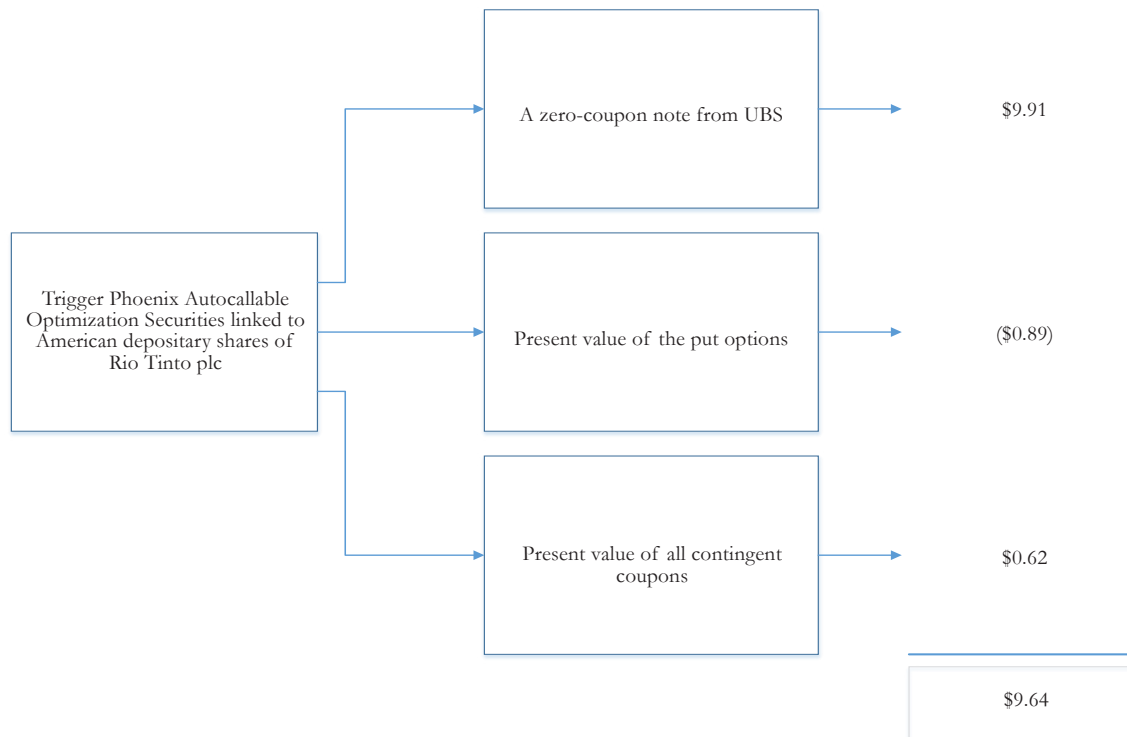 A zero-coupon note from UBS
$9.91
Trigger Phoenix Autocallable
Optimization Securities linked to
American depositary shares of
Rio Tinto plc
Present value of the put options
($0.89)
Present value of all contingent
coupons
$0.62
$9.64